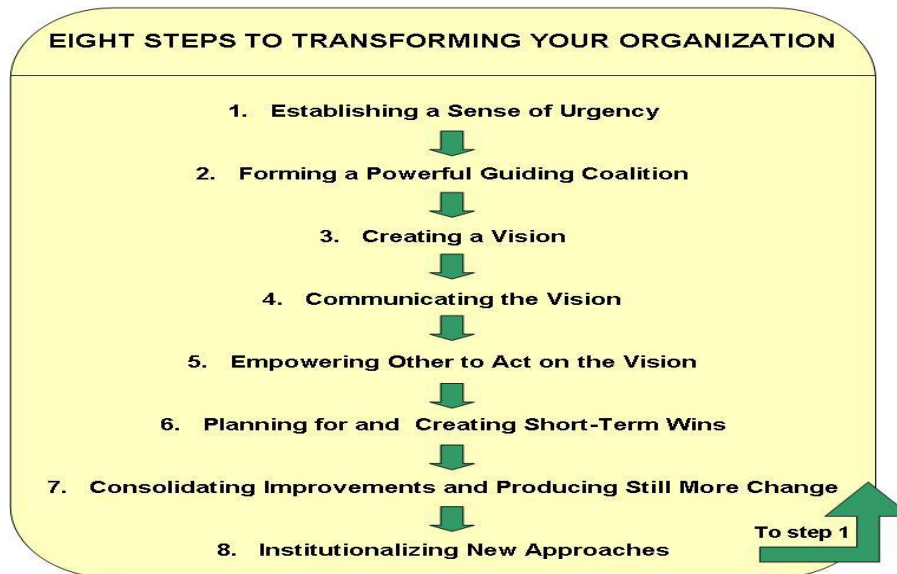 EIGHT STEPS TO TRANSFORMING YOUR ORGANIZATION
1. Establishing a Sense of Urgency
2. Forming a Powerful Guiding Coalition
3. Creating a Vision
4. Communicating the Vision
5. Empowering Other to Act on the Vision
6. Planning for and Creating Short-Term Wins
7. Consolidating Improvements and Producing Still More Change
8. Institutionalizing New Approaches
To step 1